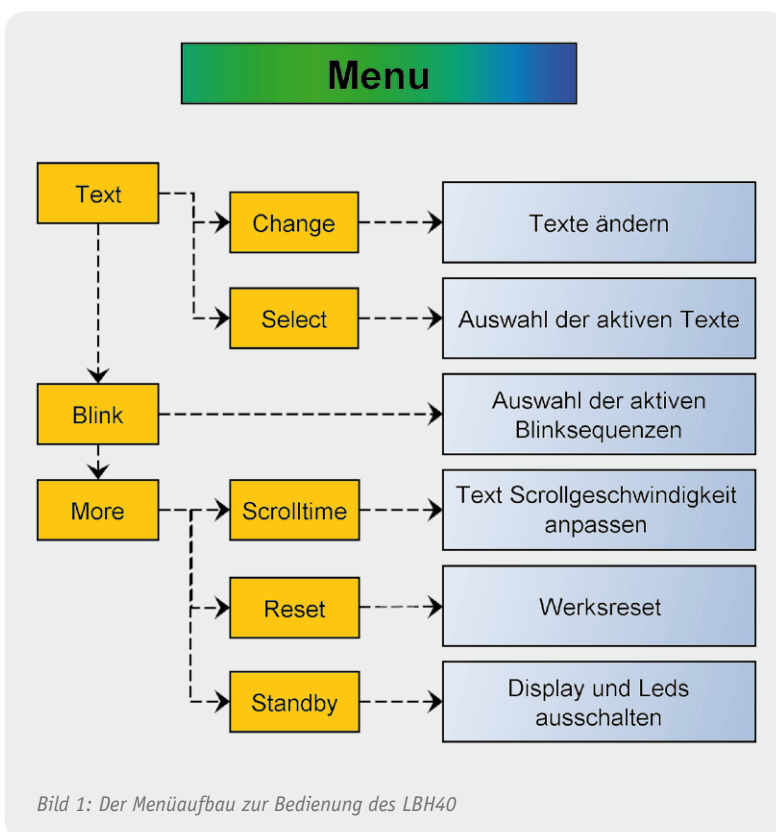 Menu
Text
Change
Texte ändern
Select
Auswahl der aktiven Texte
Blink
Auswahl der aktiven
Blinksequenzen
More
Scrolltime
Text Scrollgeschwindigkeit
anpassen
Reset
Werksreset
Standby
Display und Leds
ausschalten
Bild 1: Der Menüaufbau zur Bedienung des LBH40